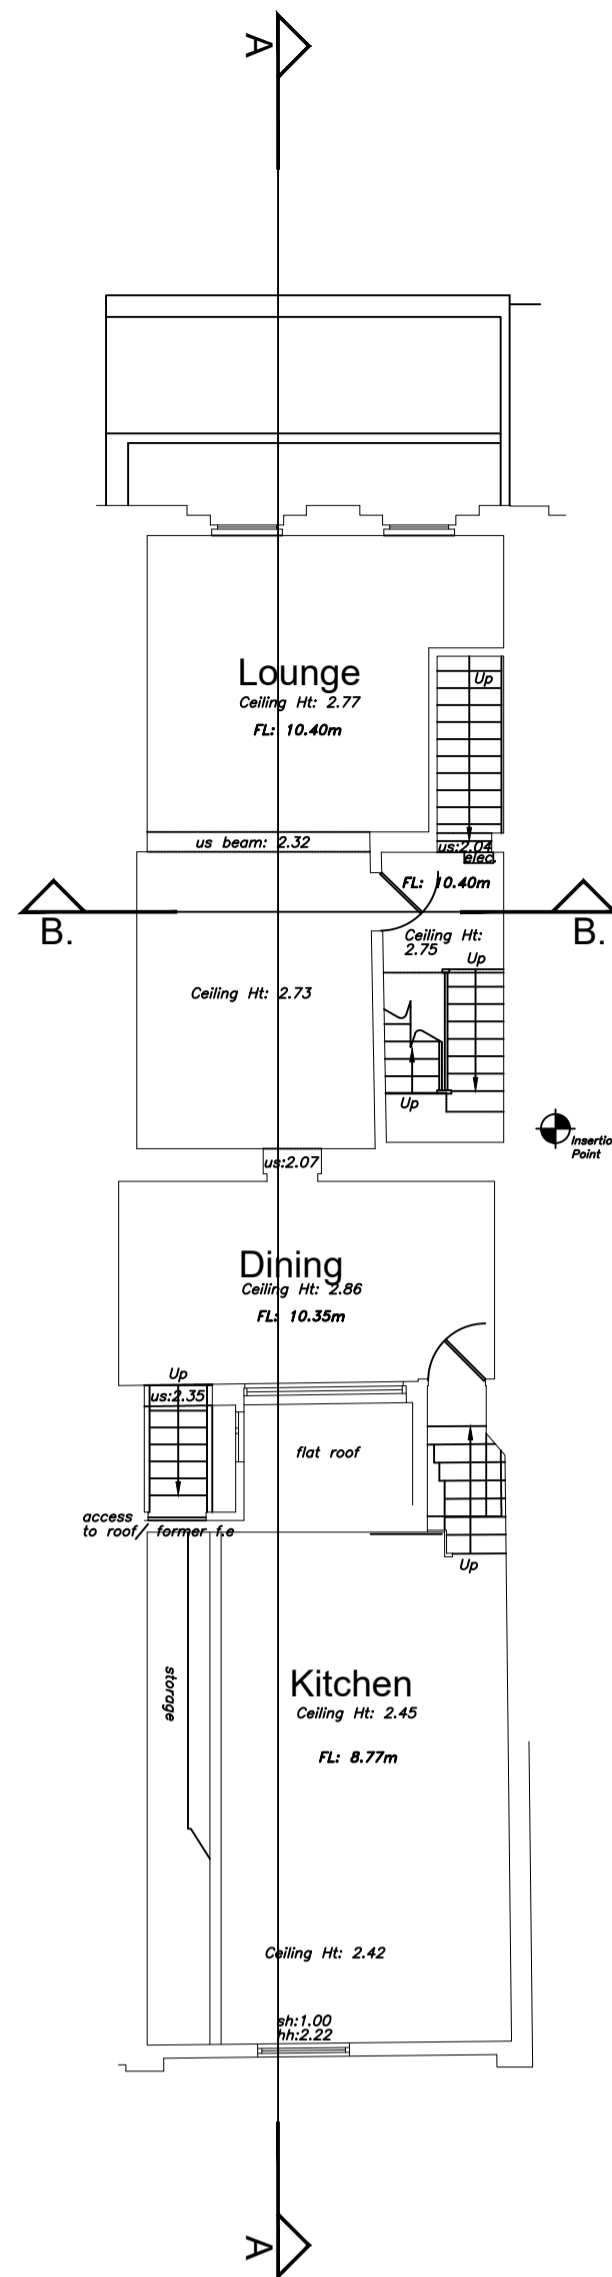 A
Lounge
Ceiling Ht: 2.77
FL: 10.40m
Up
us beam: 2.32
us:2.04
elec.
FL: 10.40m
B.
B.
Ceiling Ht:
2.75
Up
Ceiling Ht: 2.73
Up
Insertio
Point
us:2.07
Dining
Ceiling Ht: 2.86
FL: 10.35m
Up
us:2.35
flat roof
access
to roof/ former f.e
Up
Kitchen
Ceiling Ht: 2.45
storage
FL: 8.77m
Ceiling Ht: 2.42
sh:1.00
hh:2.22
A